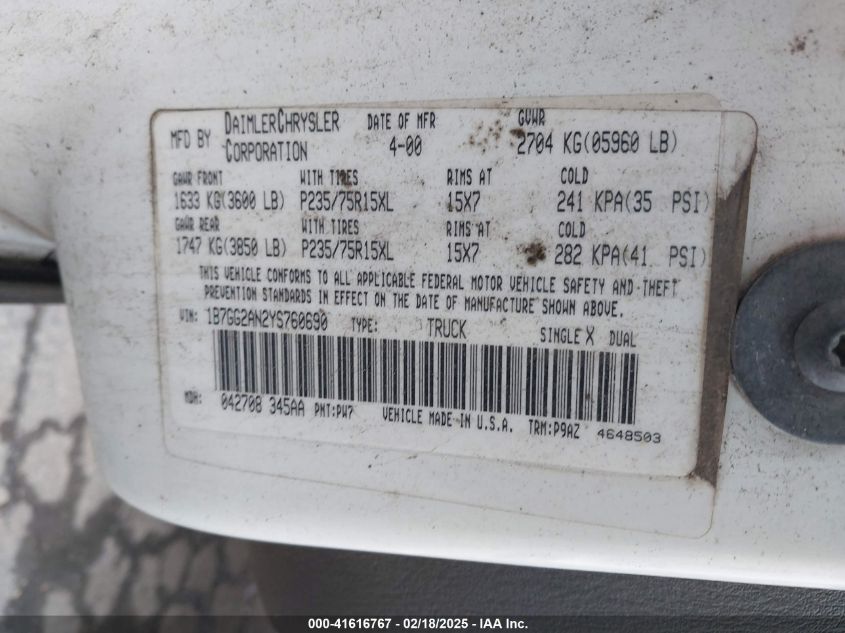 MFD BY DAIMLERCHRYSLER CORPORATION DATE OF MFR 4-00 GVWR 2704 KG(05960 LB)
GAWR FRONT WITH TIRES RIMS AT COLD
1633 KG(3600 LB) P235/75R15XL 15X7 241 KPA(35 PSI)
GAWR REAR WITH TIRES RIMS AT COLD
1747 KG(3850 LB) P235/75R15XL 15X7 282 KPA(41 PSI)
THIS VEHICLE CONFORMS TO ALL APPLICABLE FEDERAL MOTOR VEHICLE SAFETY AND THEFT
PREVENTION STANDARDS IN EFFECT ON THE DATE OF MANUFACTURE SHOWN ABOVE.
VIN: 1B7GG2AN2YS760690 TYPE: TRUCK SINGLE X DUAL
MDH: 042708 345AA PNT:PW7 VEHICLE MADE IN U.S.A. TRM:P9AZ 4648503
000-41616767 - 02/18/2025 - IAA Inc.